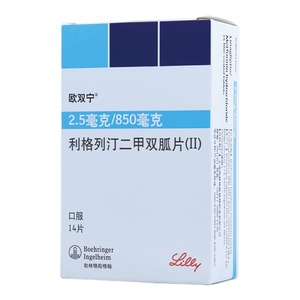 欧双宁®
2.5毫克/850毫克
利格列汀二甲双胍片(II)
口服
14片
Boehringer
Ingelheim
勃林格殷格翰
Lilly